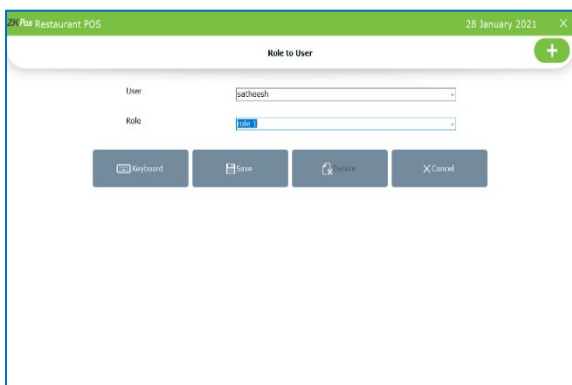 ZKPos Restaurant POS 28 January 2021 X
Role to User
+
User satheesh
Role role 1
Keyboard Save Delete Cancel